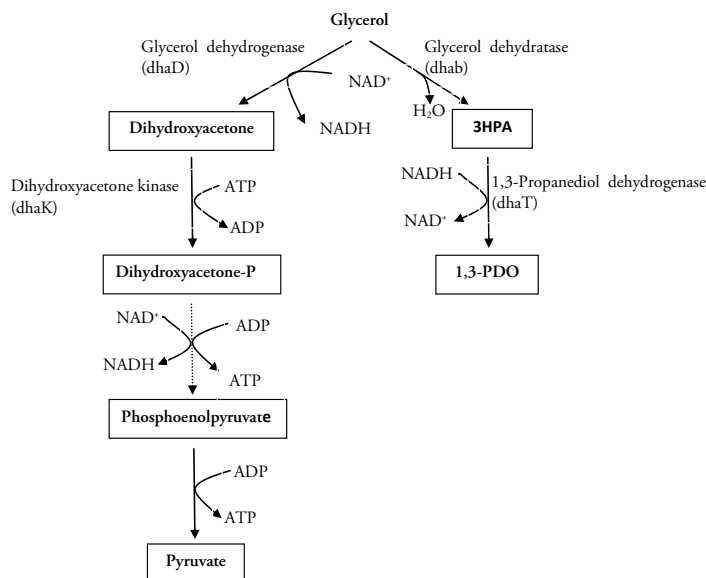 Glycerol
Glycerol dehydrogenase
(dhaD)
Glycerol dehydratase
(dhab)
NAD⁺
NADH
H₂O
Dihydroxyacetone
3HPA
Dihydroxyacetone kinase
(dhaK)
ATP
ADP
NADH
NAD⁺
1,3-Propanediol dehydrogenase
(dhaT)
Dihydroxyacetone-P
1,3-PDO
NAD⁺
ADP
NADH
ATP
Phosphoenolpyruvate
ADP
ATP
Pyruvate